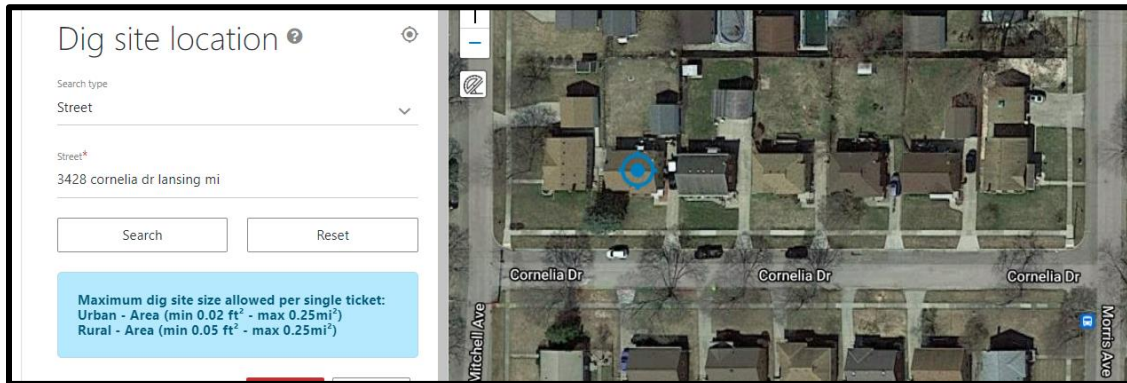 Dig site location ?
Search type
Street
Street*
3428 cornelia dr lansing mi
Search
Reset
Maximum dig site size allowed per single ticket:
Urban - Area (min 0.02 ft² - max 0.25mi²)
Rural - Area (min 0.05 ft² - max 0.25mi²)
Cornelia Dr
Cornelia Dr
Cornelia Dr
Mitchell Ave
Morris Ave